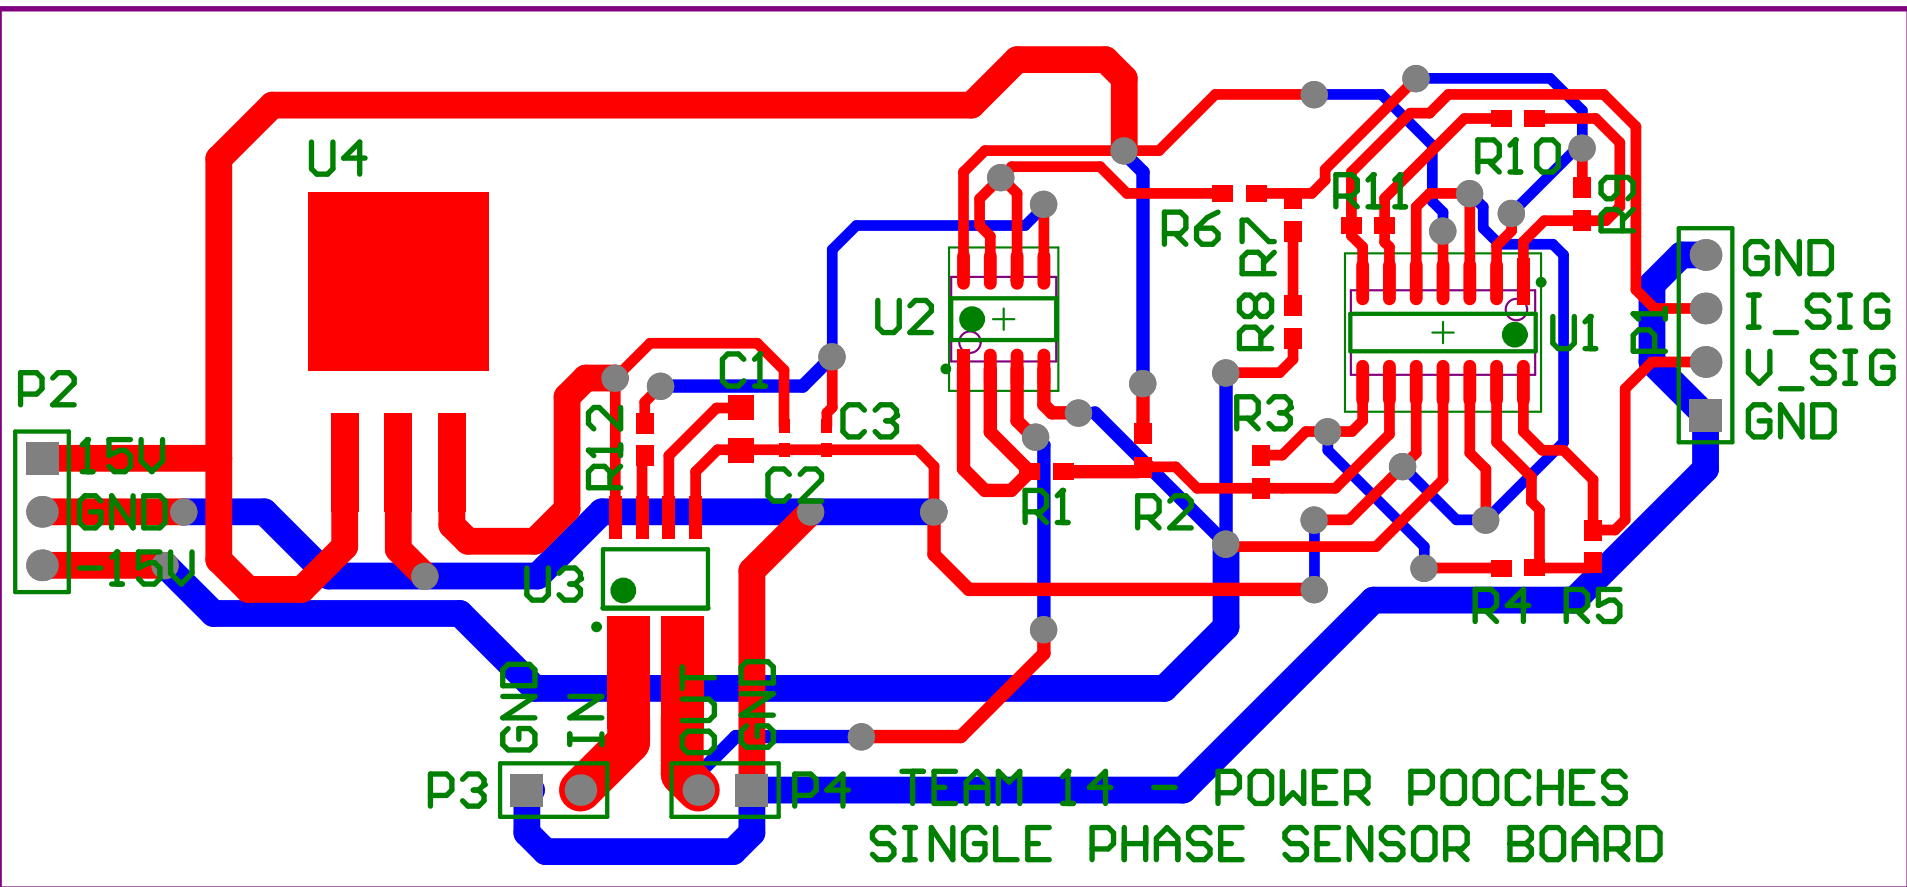 U4
R10
R11
R9
R6
R7
GND
I_SIG
U2
R8
U1
P1
V_SIG
P2
C1
R3
C3
GND
15V
R12
C2
R1
R2
GND
-15V
U3
R4
R5
GND
IN
OUT
GND
P3
P4
TEAM 14 - POWER POOCHES
SINGLE PHASE SENSOR BOARD